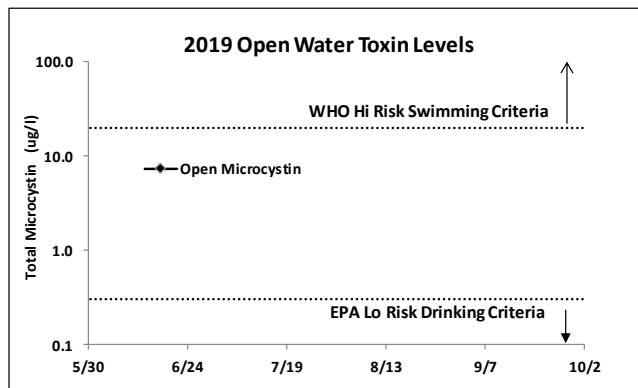 2019 Open Water Toxin Levels
Total Microcystin (ug/l)
100.0
WHO Hi Risk Swimming Criteria
10.0
Open Microcystin
1.0
EPA Lo Risk Drinking Criteria
0.1
5/30 6/24 7/19 8/13 9/7 10/2